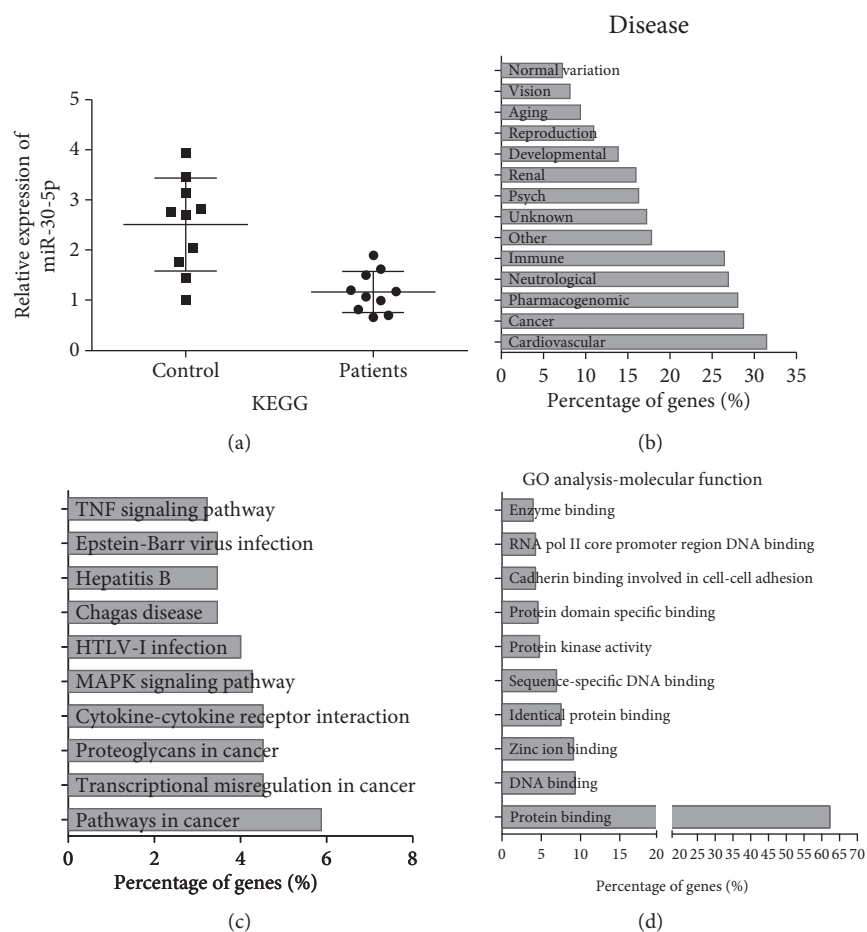 Relative expression of
miR-30-5p
5
4
3
2
1
0
Control
Patients
KEGG
(a)
Disease
Normal variation
Vision
Aging
Reproduction
Developmental
Renal
Psych
Unknown
Other
Immune
Neutrological
Pharmacogenomic
Cancer
Cardiovascular
0 5 10 15 20 25 30 35
Percentage of genes (%)
(b)
TNF signaling pathway
Epstein-Barr virus infection
Hepatitis B
Chagas disease
HTLV-I infection
MAPK signaling pathway
Cytokine-cytokine receptor interaction
Proteoglycans in cancer
Transcriptional misregulation in cancer
Pathways in cancer
0 2 4 6 8
Percentage of genes (%)
(c)
GO analysis-molecular function
Enzyme binding
RNA pol II core promoter region DNA binding
Cadherin binding involved in cell-cell adhesion
Protein domain specific binding
Protein kinase activity
Sequence-specific DNA binding
Identical protein binding
Zinc ion binding
DNA binding
Protein binding
0 5 10 15 20 20 25 30 35 40 45 50 55 60 65 70
Percentage of genes (%)
(d)